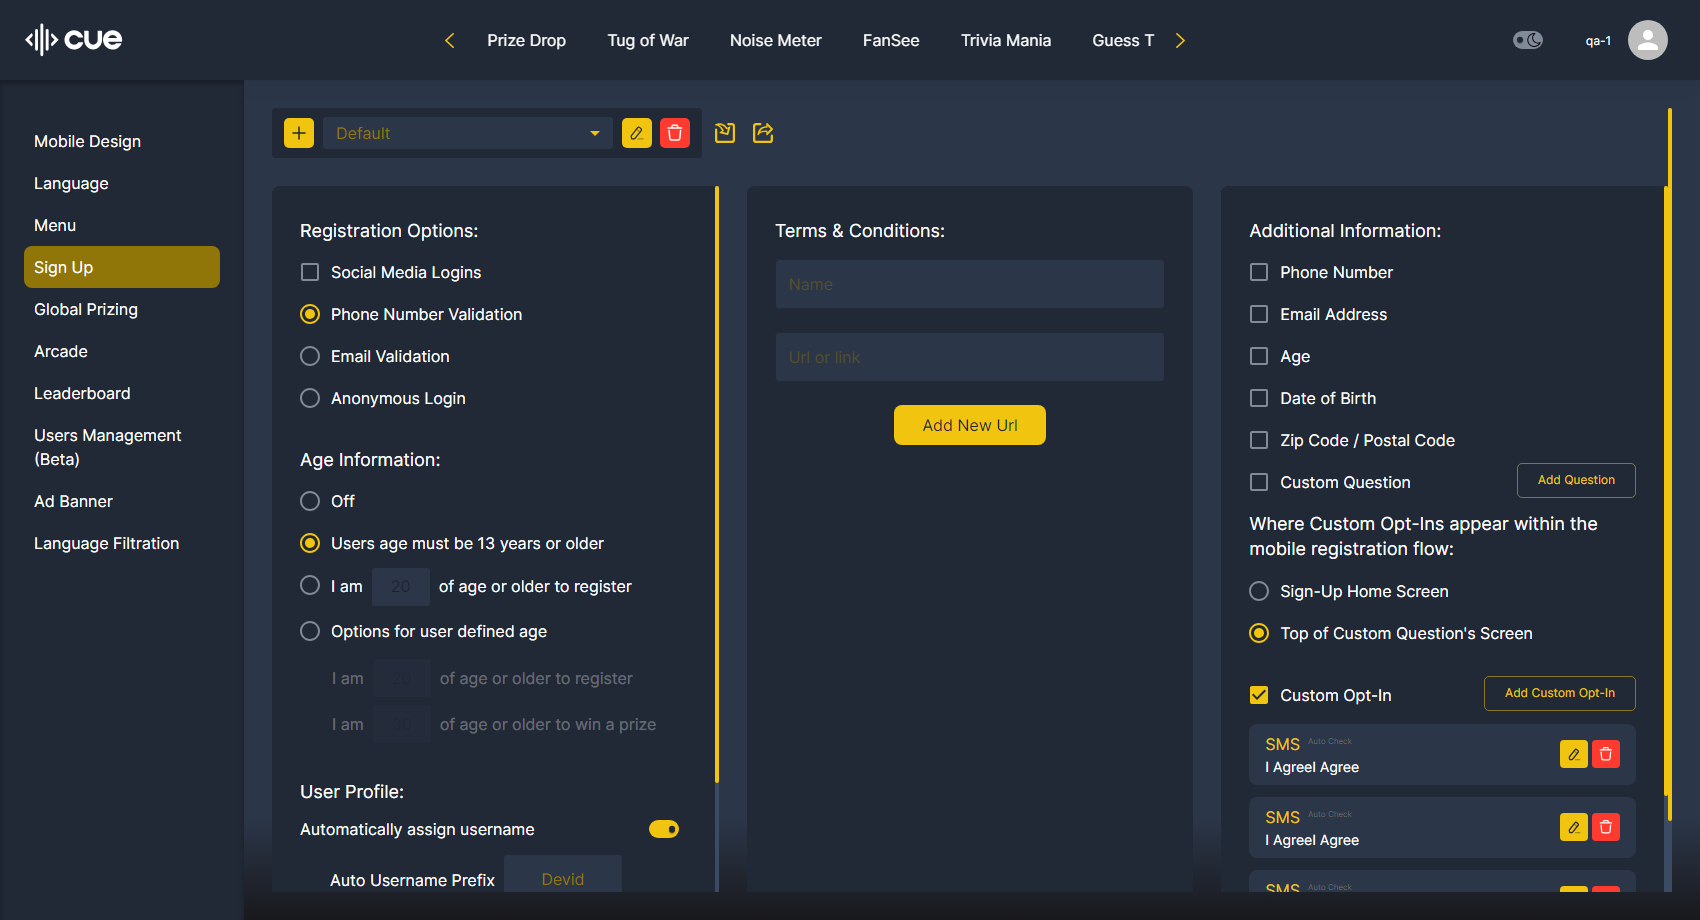 cue
Prize Drop
Tug of War
Noise Meter
FanSee
Trivia Mania
Guess T
qa-1
Mobile Design
Language
Menu
Sign Up
Global Prizing
Arcade
Leaderboard
Users Management
(Beta)
Ad Banner
Language Filtration
Default
Registration Options:
Social Media Logins
Phone Number Validation
Email Validation
Anonymous Login
Age Information:
Off
Users age must be 13 years or older
I am 20 of age or older to register
Options for user defined age
I am 20 of age or older to register
I am 30 of age or older to win a prize
User Profile:
Automatically assign username
Auto Username Prefix Devid
Terms & Conditions:
Name
Url or link
Add New Url
Additional Information:
Phone Number
Email Address
Age
Date of Birth
Zip Code / Postal Code
Custom Question Add Question
Where Custom Opt-Ins appear within the
mobile registration flow:
Sign-Up Home Screen
Top of Custom Question's Screen
Custom Opt-In Add Custom Opt-In
SMS Auto Check
I AgreeI Agree
SMS Auto Check
I AgreeI Agree
SMS Auto Check